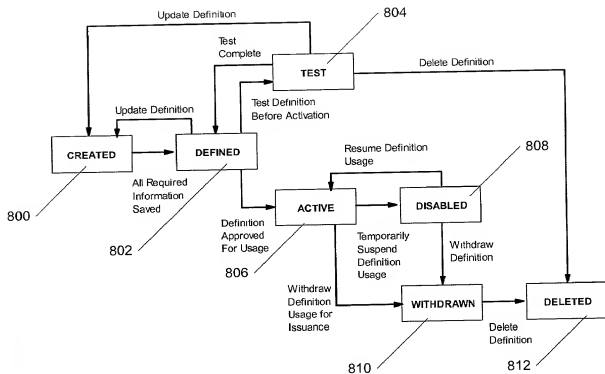 Update Definition
804
Test
Complete
TEST
Delete Definition
Update Definition
Test Definition
Before Activation
CREATED
DEFINED
800
All Required
Information
Saved
802
Resume Definition
Usage
808
ACTIVE
DISABLED
Definition
Approved
For Usage
806
Temporarily
Suspend
Definition
Usage
Withdraw
Definition
Withdraw
Definition
Usage for
Issuance
WITHDRAWN
DELETED
Delete
Definition
810
812